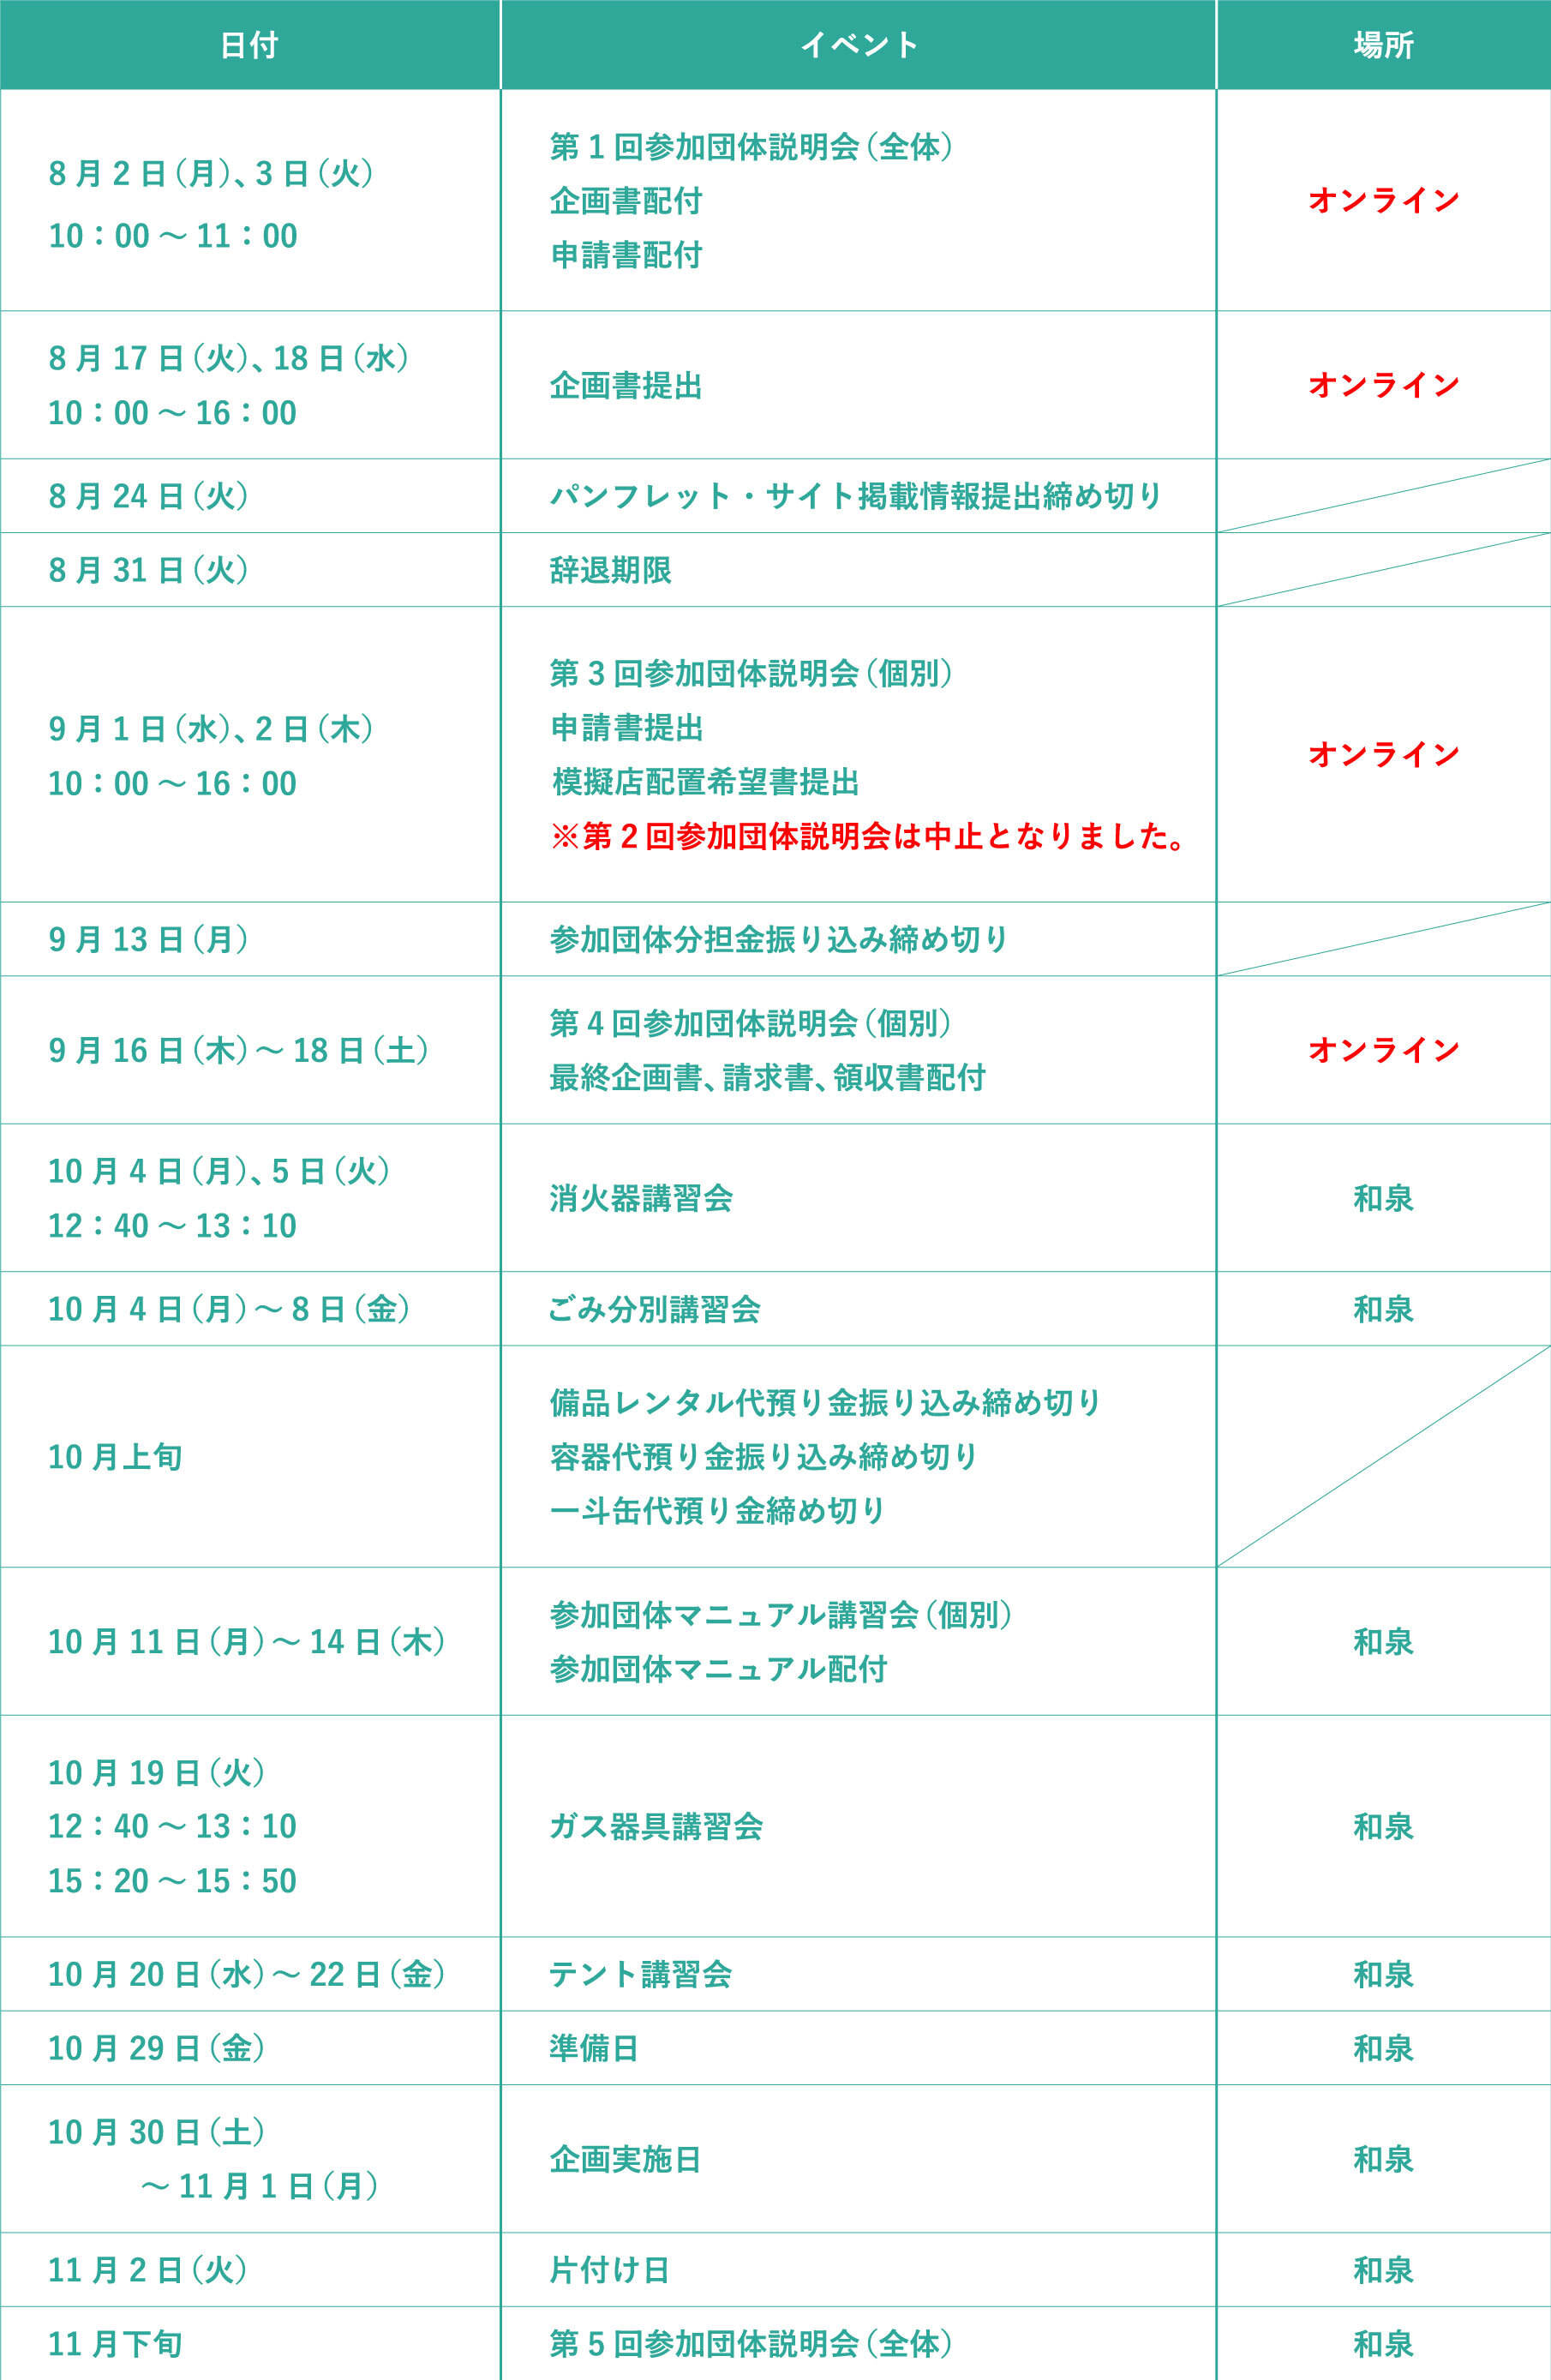 日付
イベント
場所
8月2日(月)、3日(火)
10:00〜11:00
第1回参加団体説明会(全体)
企画書配付
申請書配付
オンライン
8月17日(火)、18日(水)
10:00〜16:00
企画書提出
オンライン
8月24日(火)
パンフレット・サイト掲載情報提出締め切り
8月31日(火)
辞退期限
9月1日(水)、2日(木)
10:00〜16:00
第3回参加団体説明会(個別)
申請書提出
模擬店配置希望書提出
※第2回参加団体説明会は中止となりました。
オンライン
9月13日(月)
参加団体分担金振り込み締め切り
9月16日(木)〜18日(土)
第4回参加団体説明会(個別)
最終企画書、請求書、領収書配付
オンライン
10月4日(月)、5日(火)
12:40〜13:10
消火器講習会
和泉
10月4日(月)〜8日(金)
ごみ分別講習会
和泉
10月上旬
備品レンタル代預り金振り込み締め切り
容器代預り金振り込み締め切り
一斗缶代預り金締め切り
10月11日(月)〜14日(木)
参加団体マニュアル講習会(個別)
参加団体マニュアル配付
和泉
10月19日(火)
12:40〜13:10
15:20〜15:50
ガス器具講習会
和泉
10月20日(水)〜22日(金)
テント講習会
和泉
10月29日(金)
準備日
和泉
10月30日(土)
〜11月1日(月)
企画実施日
和泉
11月2日(火)
片付け日
和泉
11月下旬
第5回参加団体説明会(全体)
和泉